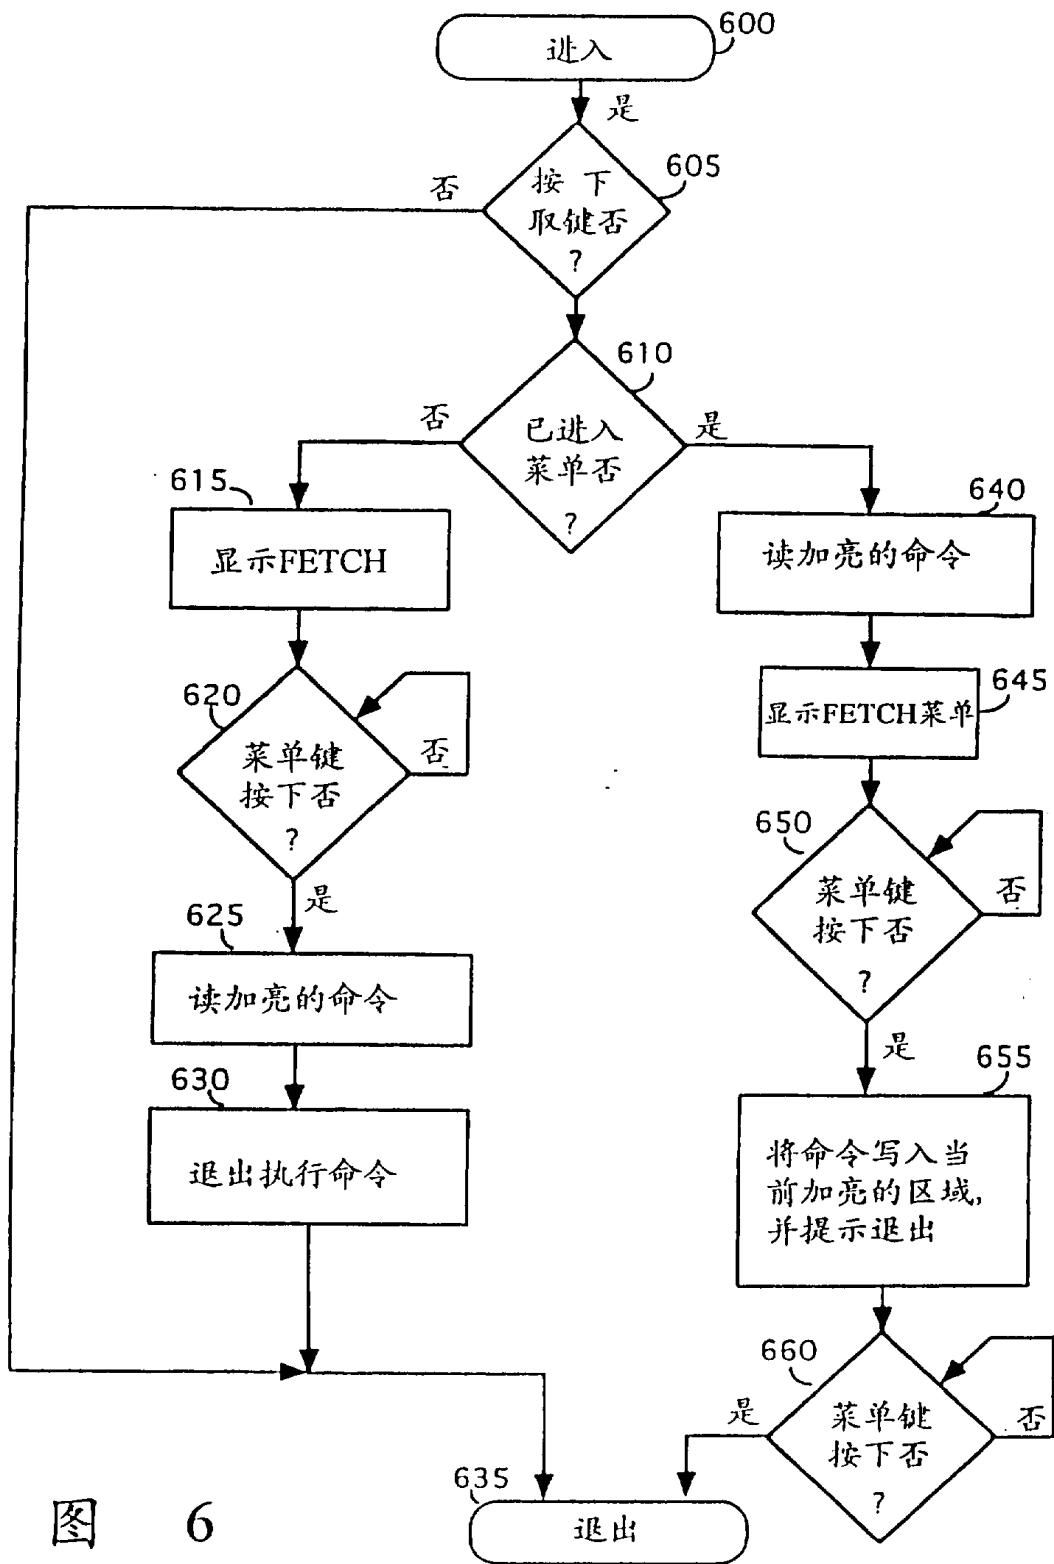 进入
600
是
按下
取键否
?
605
否
610
已进入
菜单否
?
否
是
615
显示FETCH
640
读加亮的命令
620
菜单键
按下否
?
否
645
显示FETCH菜单
650
菜单键
按下否
?
否
是
625
读加亮的命令
是
630
退出执行命令
655
将命令写入当
前加亮的区域,
并提示退出
660
菜单键
按下否
?
是
否
635
退出
图 6